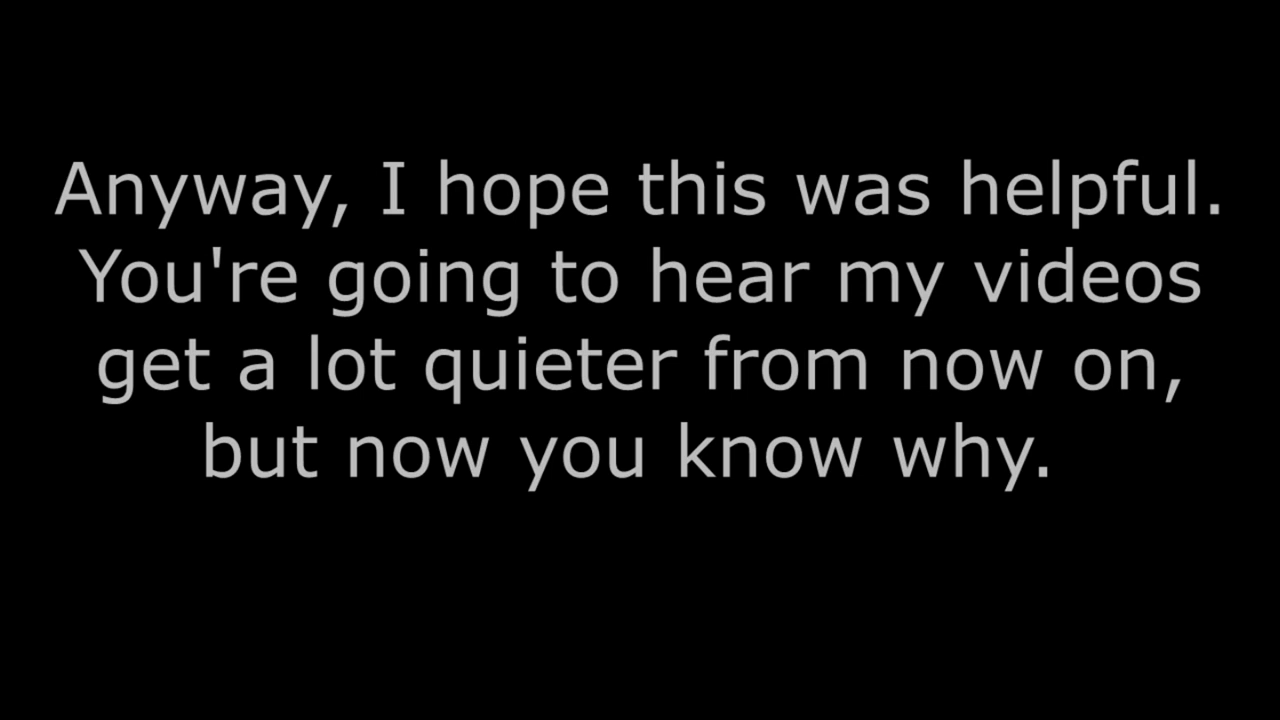 Anyway, I hope this was helpful.
You're going to hear my videos
get a lot quieter from now on,
but now you know why.